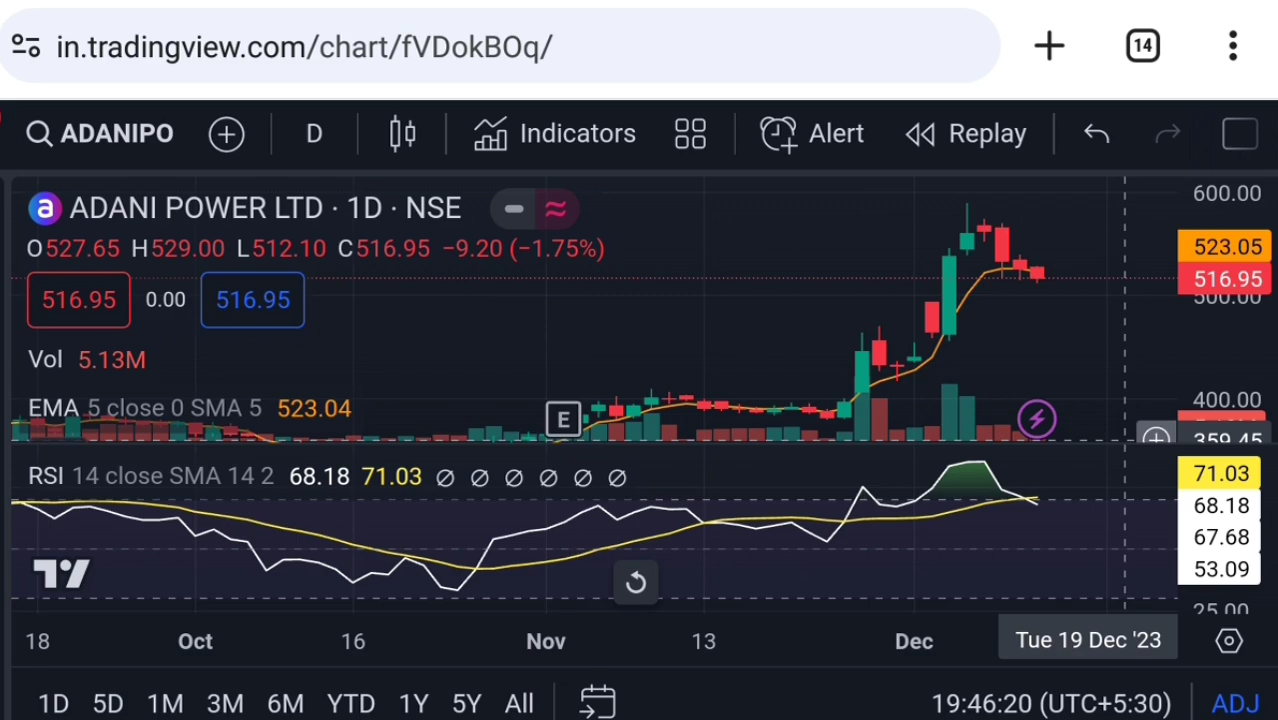 in.tradingview.com/chart/fVDokBOq/ 14
ADANIPO D Indicators Alert Replay
a ADANI POWER LTD · 1D · NSE
600.00
O527.65 H529.00 L512.10 C516.95 −9.20 (−1.75%)
523.05
516.95
500.00
516.95 0.00 516.95
Vol 5.13M
EMA 5 close 0 SMA 5 523.04
E
400.00
359.45
RSI 14 close SMA 14 2 68.18 71.03 ∅ ∅ ∅ ∅ ∅ ∅
71.03
68.18
67.68
53.09
25.00
18 Oct 16 Nov 13 Dec Tue 19 Dec '23
1D 5D 1M 3M 6M YTD 1Y 5Y All 19:46:20 (UTC+5:30) ADJ